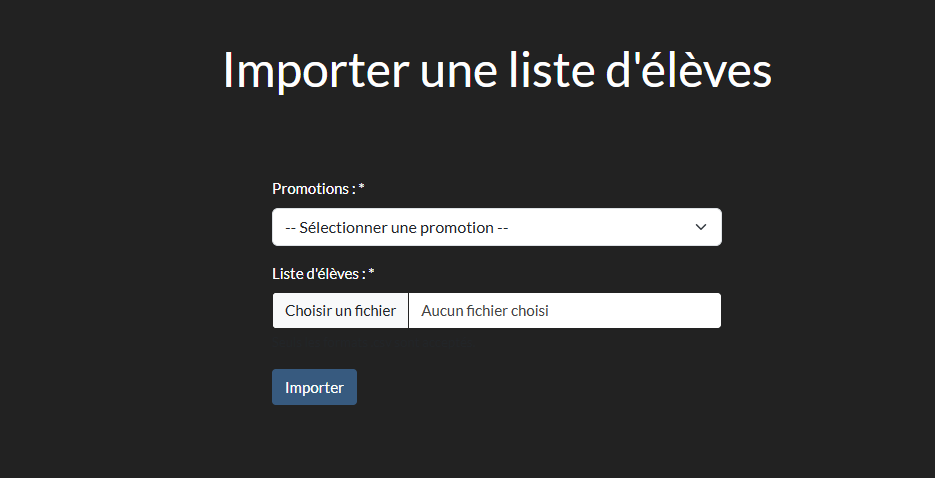 Importer une liste d'élèves
Promotions : *
-- Sélectionner une promotion --
Liste d'élèves : *
Choisir un fichier Aucun fichier choisi
Importer